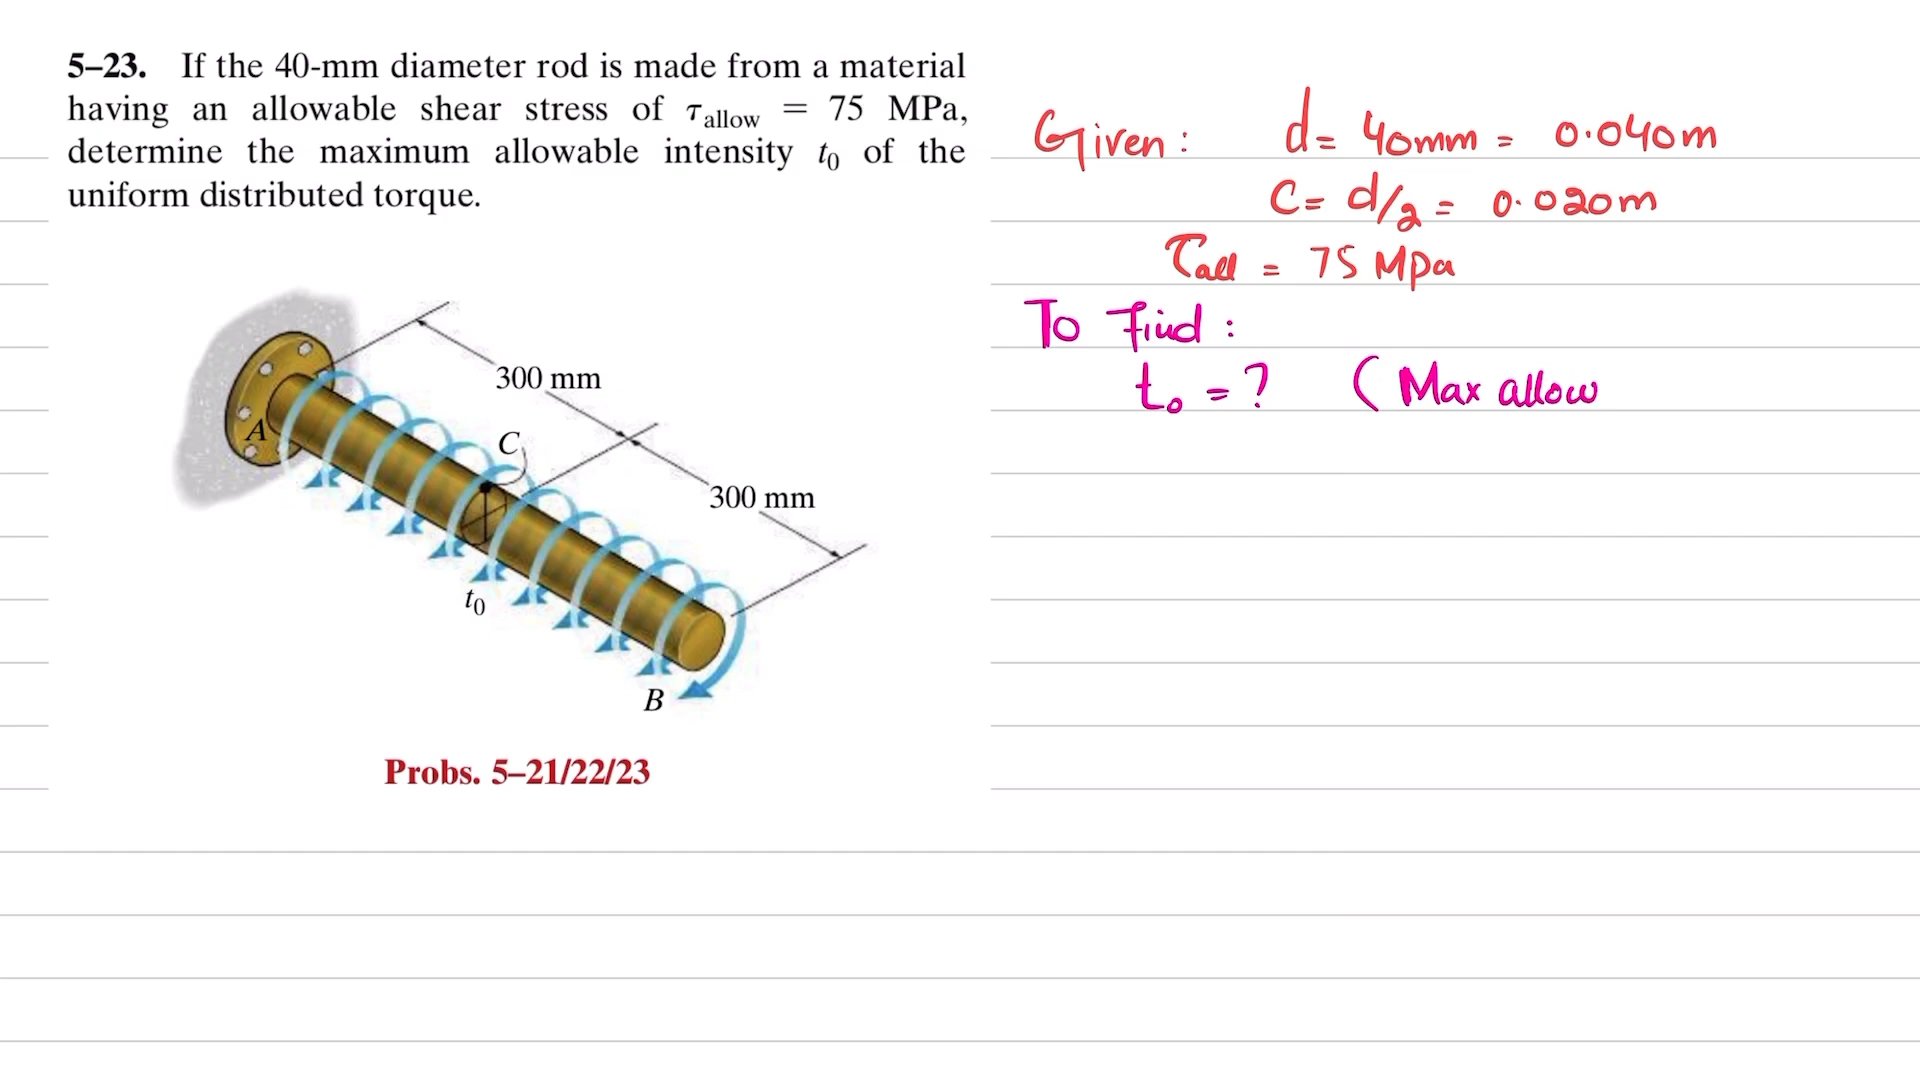 5–23. If the 40-mm diameter rod is made from a material
having an allowable shear stress of τallow = 75 MPa,
determine the maximum allowable intensity t0 of the
uniform distributed torque.
300 mm
A
C
300 mm
t0
B
Probs. 5–21/22/23
Given: d = 40mm = 0.040m
C = d/2 = 0.020m
τall = 75 MPa
To Find:
to = ? (Max allow